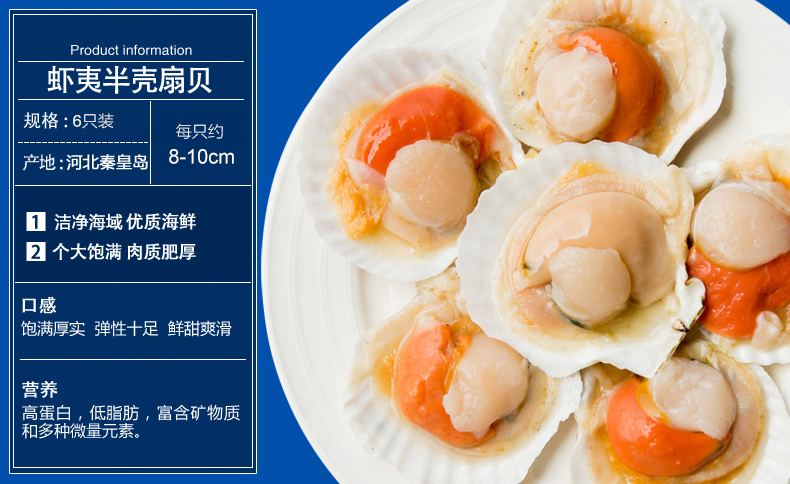 Product information
虾夷半壳扇贝
规格：6只装
每只约
8-10cm
产地：河北秦皇岛
1 洁净海域 优质海鲜
2 个大饱满 肉质肥厚
口感
饱满厚实 弹性十足 鲜甜爽滑
营养
高蛋白，低脂肪，富含矿物质
和多种微量元素。